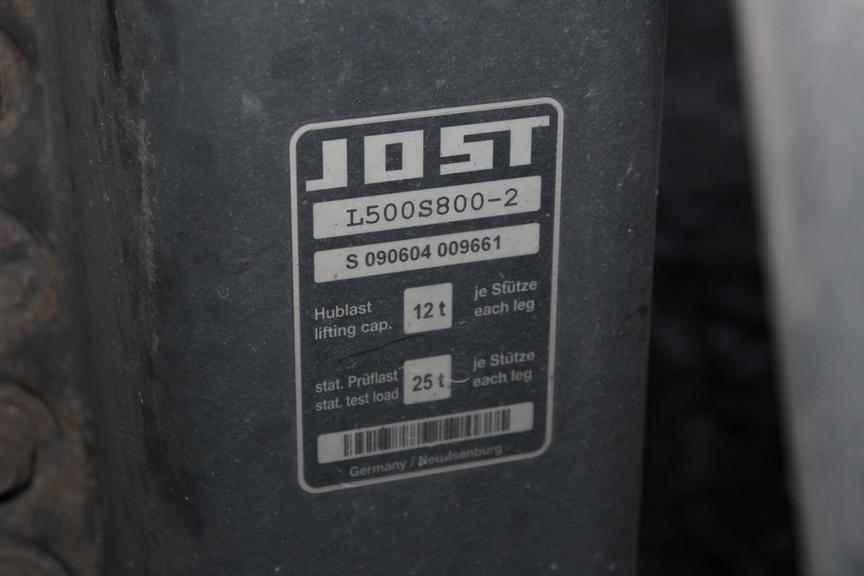 JOST
L500S800-2
S 090604 009661
Hublast 12 t je Stütze
lifting cap. each leg
stat. Prüflast 25 t je Stütze
stat. test load each leg
Germany / Neu-Isenburg